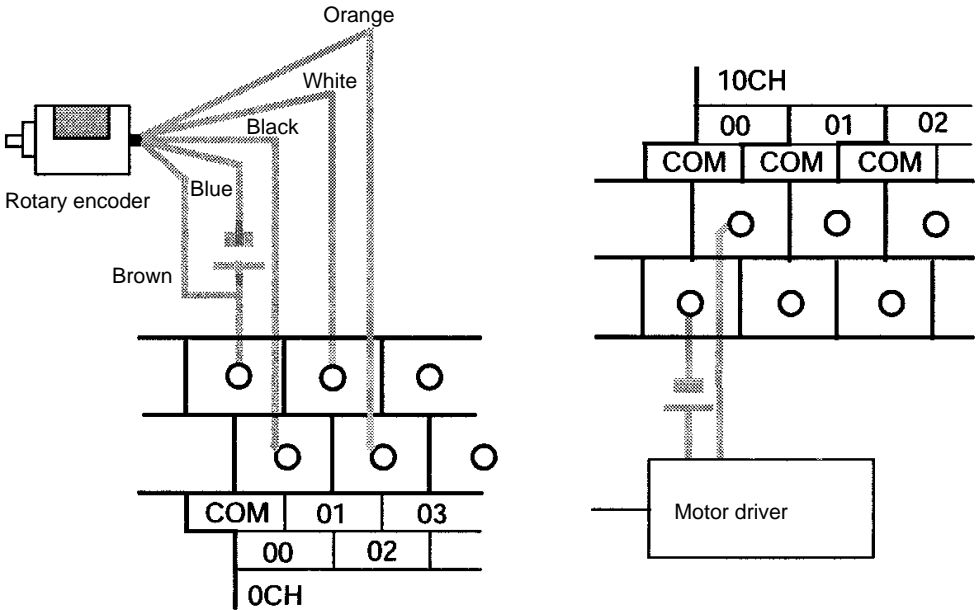 Orange
White
Black
Blue
Rotary encoder
Brown
COM 01 03
00 02
0CH
10CH
00 01 02
COM COM COM
Motor driver